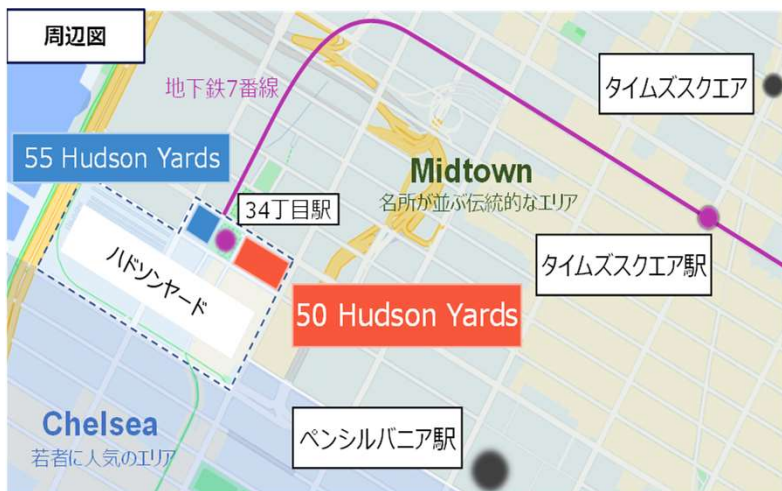 周辺図
地下鉄7番線
タイムズスクエア
55 Hudson Yards
Midtown
名所が並ぶ伝統的なエリア
34丁目駅
タイムズスクエア駅
ハドソンヤード
50 Hudson Yards
Chelsea
若者に人気のエリア
ペンシルバニア駅